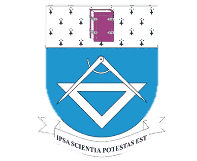 IPSA SCIENTIA POTESTAS EST